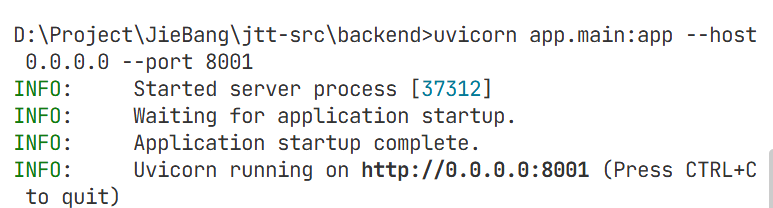 D:\Project\JieBang\jtt-src\backend>uvicorn app.main:app --host
0.0.0.0 --port 8001
INFO:     Started server process [37312]
INFO:     Waiting for application startup.
INFO:     Application startup complete.
INFO:     Uvicorn running on http://0.0.0.0:8001 (Press CTRL+C
to quit)